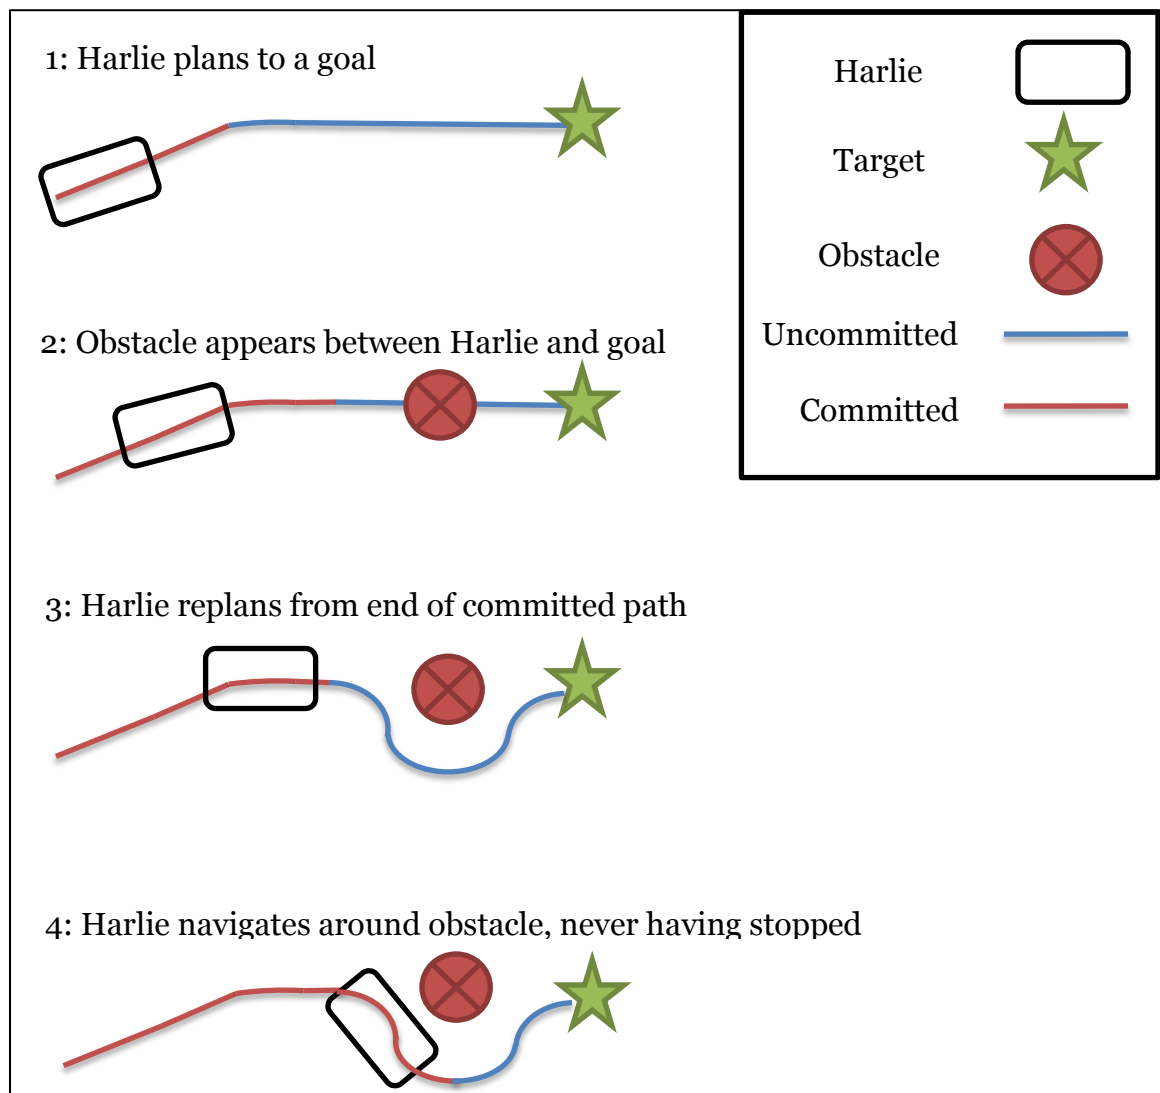 1: Harlie plans to a goal
Harlie
Target
Obstacle
Uncommitted
Committed
2: Obstacle appears between Harlie and goal
3: Harlie replans from end of committed path
4: Harlie navigates around obstacle, never having stopped